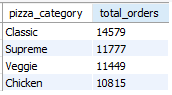 pizza_category total_orders
Classic 14579
Supreme 11777
Veggie 11449
Chicken 10815